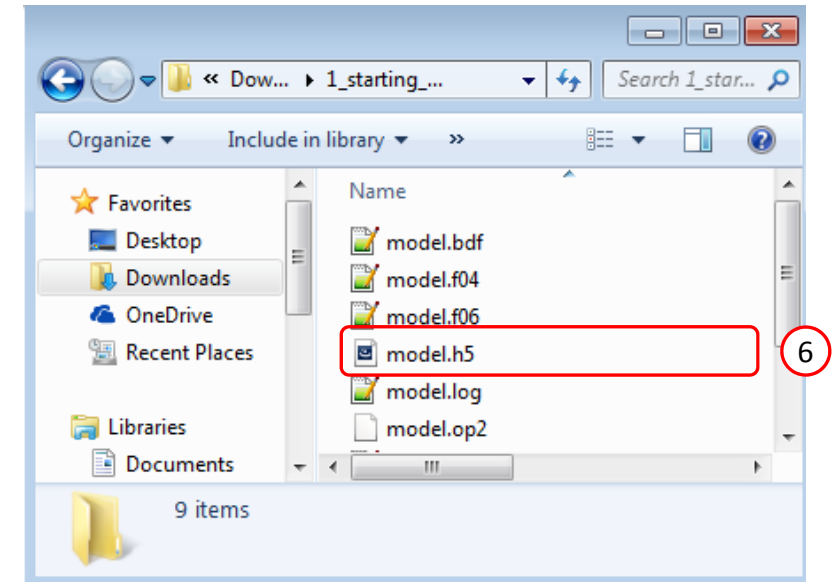 « Dow... 1_starting_... Search 1_star...
Organize Include in library »
Favorites
Desktop
Downloads
OneDrive
Recent Places
Libraries
Documents
Name
model.bdf
model.f04
model.f06
model.h5
6
model.log
model.op2
9 items